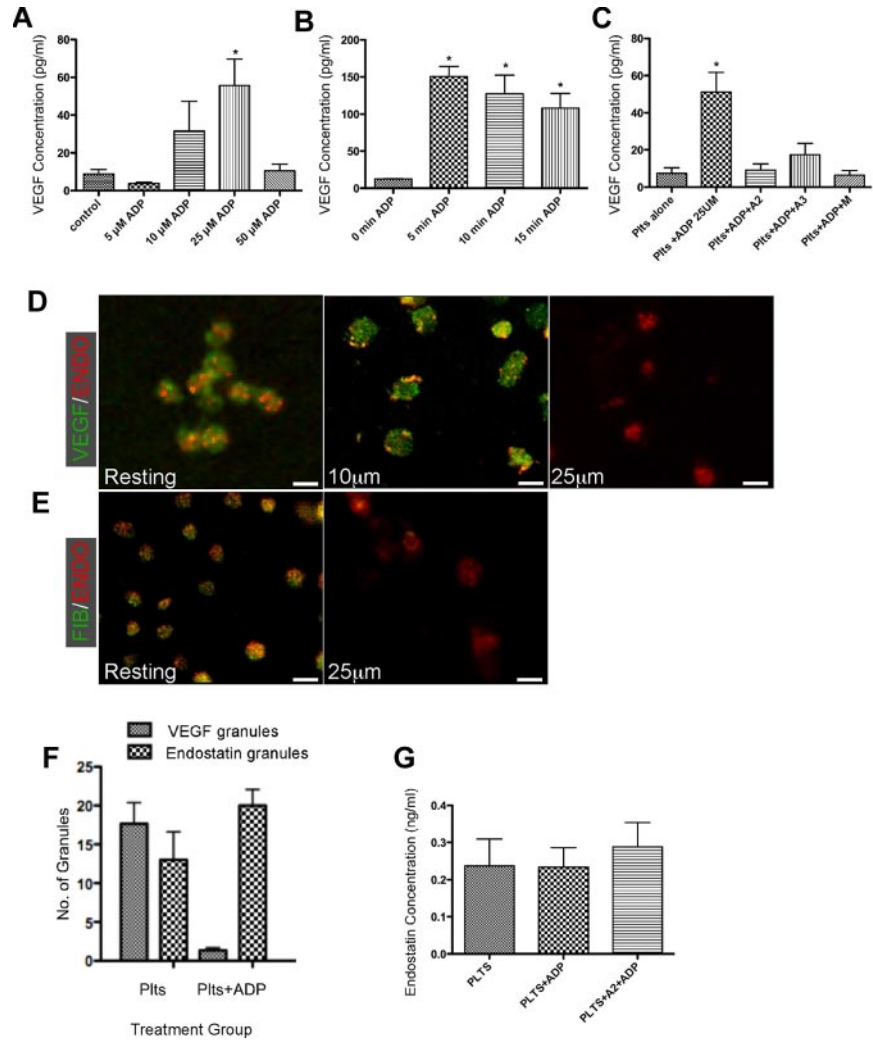 A
VEGF Concentration (pg/ml)
80
60
40
20
0
*
control
5 µM ADP
10 µM ADP
25 µM ADP
50 µM ADP
B
VEGF Concentration (pg/ml)
200
150
100
50
0
*
*
*
0 min ADP
5 min ADP
10 min ADP
15 min ADP
C
VEGF Concentration (pg/ml)
80
60
40
20
0
*
Plts alone
Plts +ADP 25UM
Plts+ADP+A2
Plts+ADP+A3
Plts+ADP+M
D
VEGF/ENDO
Resting
10µm
25µm
E
FIB/ENDO
Resting
25µm
F
VEGF granules
Endostatin granules
No. of Granules
25
20
15
10
5
0
Plts
Plts+ADP
Treatment Group
G
Endostatin Concentration (ng/ml)
0.4
0.3
0.2
0.1
0.0
PLTS
PLTS+ADP
PLTS+A2+ADP